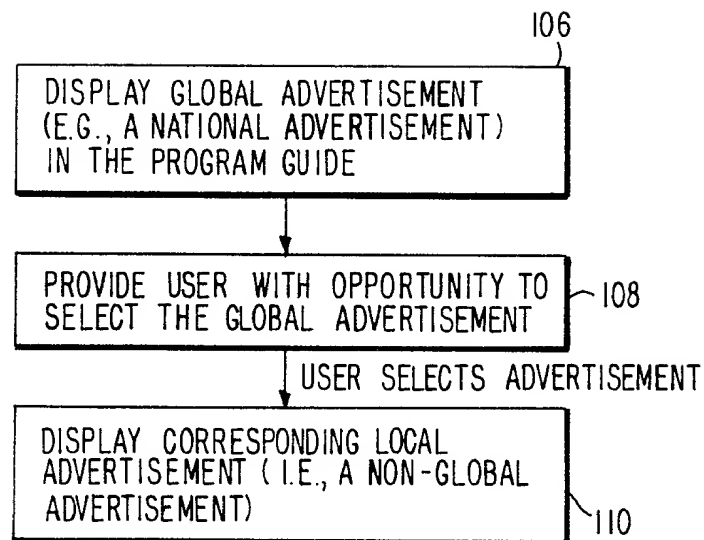 106
DISPLAY GLOBAL ADVERTISEMENT
(E.G., A NATIONAL ADVERTISEMENT)
IN THE PROGRAM GUIDE
PROVIDE USER WITH OPPORTUNITY TO
SELECT THE GLOBAL ADVERTISEMENT
108
USER SELECTS ADVERTISEMENT
DISPLAY CORRESPONDING LOCAL
ADVERTISEMENT (I.E., A NON-GLOBAL
ADVERTISEMENT)
110